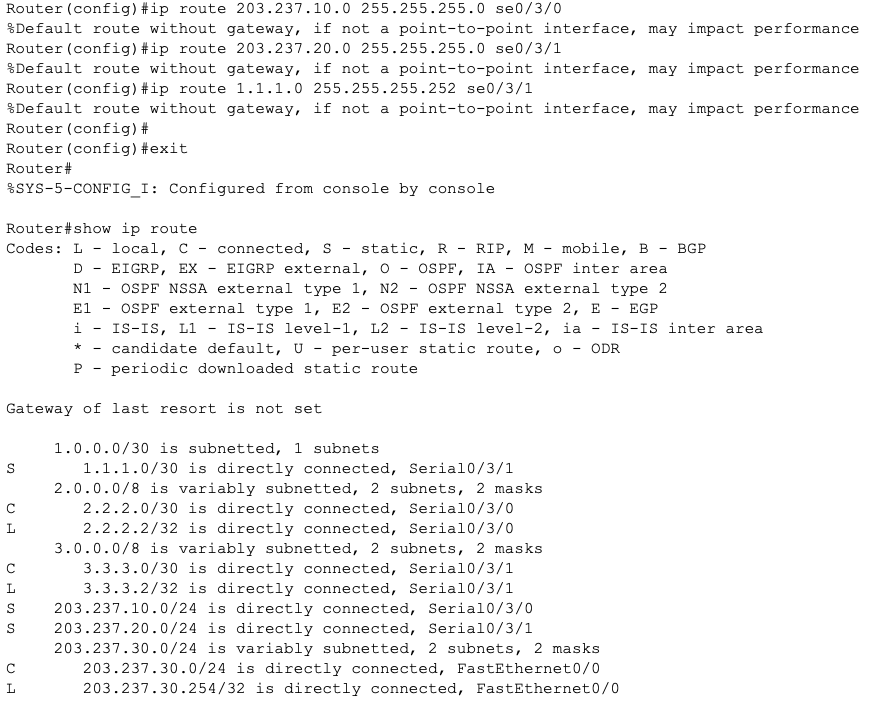 Router(config)#ip route 203.237.10.0 255.255.255.0 se0/3/0
%Default route without gateway, if not a point-to-point interface, may impact performance
Router(config)#ip route 203.237.20.0 255.255.255.0 se0/3/1
%Default route without gateway, if not a point-to-point interface, may impact performance
Router(config)#ip route 1.1.1.0 255.255.255.252 se0/3/1
%Default route without gateway, if not a point-to-point interface, may impact performance
Router(config)#
Router(config)#exit
Router#
%SYS-5-CONFIG_I: Configured from console by console

Router#show ip route
Codes: L - local, C - connected, S - static, R - RIP, M - mobile, B - BGP
       D - EIGRP, EX - EIGRP external, O - OSPF, IA - OSPF inter area
       N1 - OSPF NSSA external type 1, N2 - OSPF NSSA external type 2
       E1 - OSPF external type 1, E2 - OSPF external type 2, E - EGP
       i - IS-IS, L1 - IS-IS level-1, L2 - IS-IS level-2, ia - IS-IS inter area
       * - candidate default, U - per-user static route, o - ODR
       P - periodic downloaded static route

Gateway of last resort is not set

     1.0.0.0/30 is subnetted, 1 subnets
S       1.1.1.0/30 is directly connected, Serial0/3/1
     2.0.0.0/8 is variably subnetted, 2 subnets, 2 masks
C       2.2.2.0/30 is directly connected, Serial0/3/0
L       2.2.2.2/32 is directly connected, Serial0/3/0
     3.0.0.0/8 is variably subnetted, 2 subnets, 2 masks
C       3.3.3.0/30 is directly connected, Serial0/3/1
L       3.3.3.2/32 is directly connected, Serial0/3/1
S    203.237.10.0/24 is directly connected, Serial0/3/0
S    203.237.20.0/24 is directly connected, Serial0/3/1
     203.237.30.0/24 is variably subnetted, 2 subnets, 2 masks
C       203.237.30.0/24 is directly connected, FastEthernet0/0
L       203.237.30.254/32 is directly connected, FastEthernet0/0